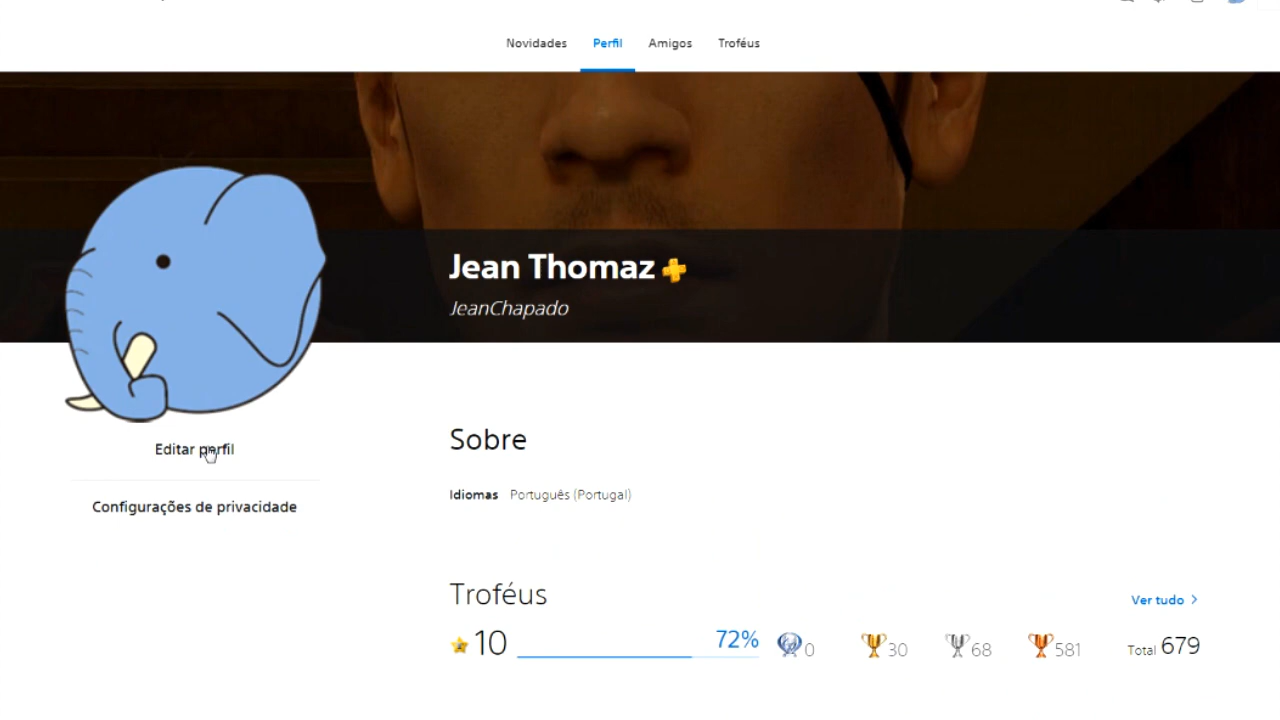 Novidades Perfil Amigos Troféus
Jean Thomaz
JeanChapado
Editar perfil
Configurações de privacidade
Sobre
Idiomas Português (Portugal)
Troféus
Ver tudo
10 72% 0 30 68 581 Total 679